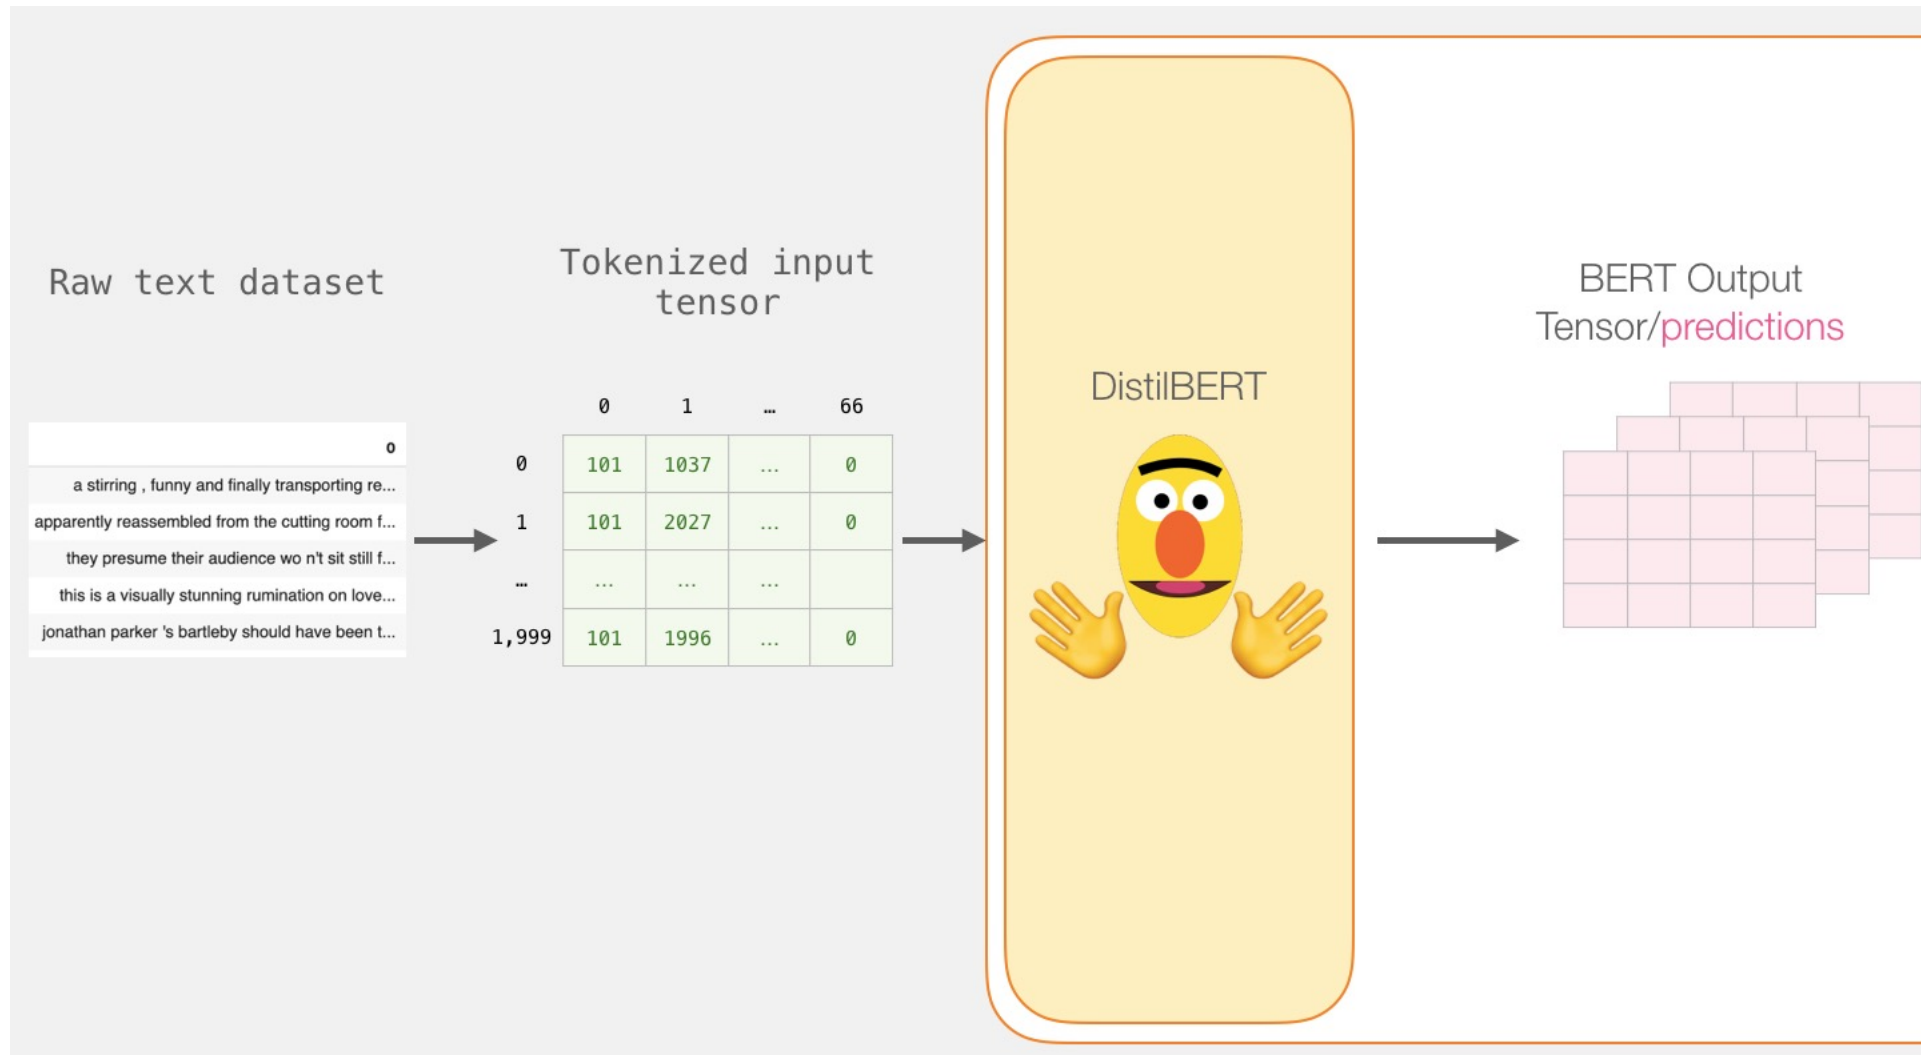 Raw text dataset
o
a stirring , funny and finally transporting re...
apparently reassembled from the cutting room f...
they presume their audience wo n't sit still f...
this is a visually stunning rumination on love...
jonathan parker 's bartleby should have been t...
Tokenized input
tensor
0 1 … 66
0 101 1037 … 0
1 101 2027 … 0
… … … …
1,999 101 1996 … 0
DistilBERT
BERT Output
Tensor/predictions